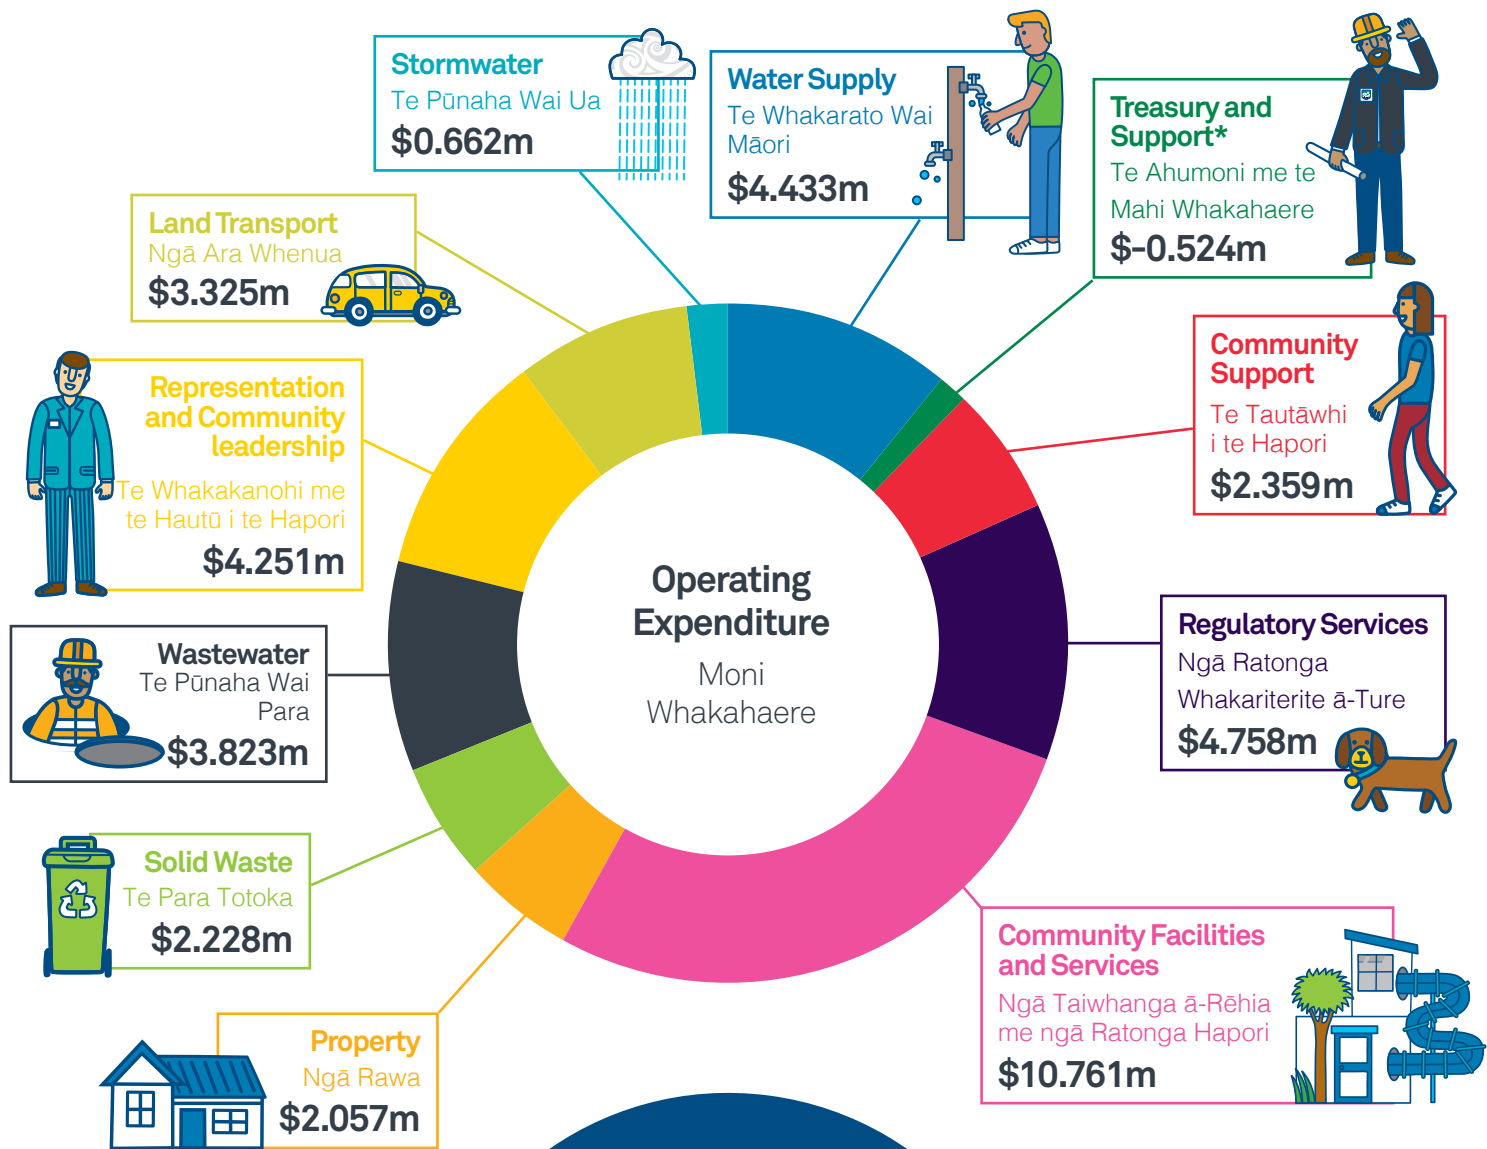 Stormwater
Te Pūnaha Wai Ua
$0.662m
Water Supply
Te Whakarato Wai
Māori
$4.433m
Treasury and
Support*
Te Ahumoni me te
Mahi Whakahaere
$-0.524m
Land Transport
Ngā Ara Whenua
$3.325m
Community
Support
Te Tautāwhi
i te Hapori
$2.359m
Representation
and Community
leadership
Te Whakakanohi me
te Hautū i te Hapori
$4.251m
Operating
Expenditure
Moni
Whakahaere
Regulatory Services
Ngā Ratonga
Whakariterite ā-Ture
$4.758m
Wastewater
Te Pūnaha Wai
Para
$3.823m
Solid Waste
Te Para Totoka
$2.228m
Community Facilities
and Services
Ngā Taiwhanga ā-Rēhia
me ngā Ratonga Hapori
$10.761m
Property
Ngā Rawa
$2.057m